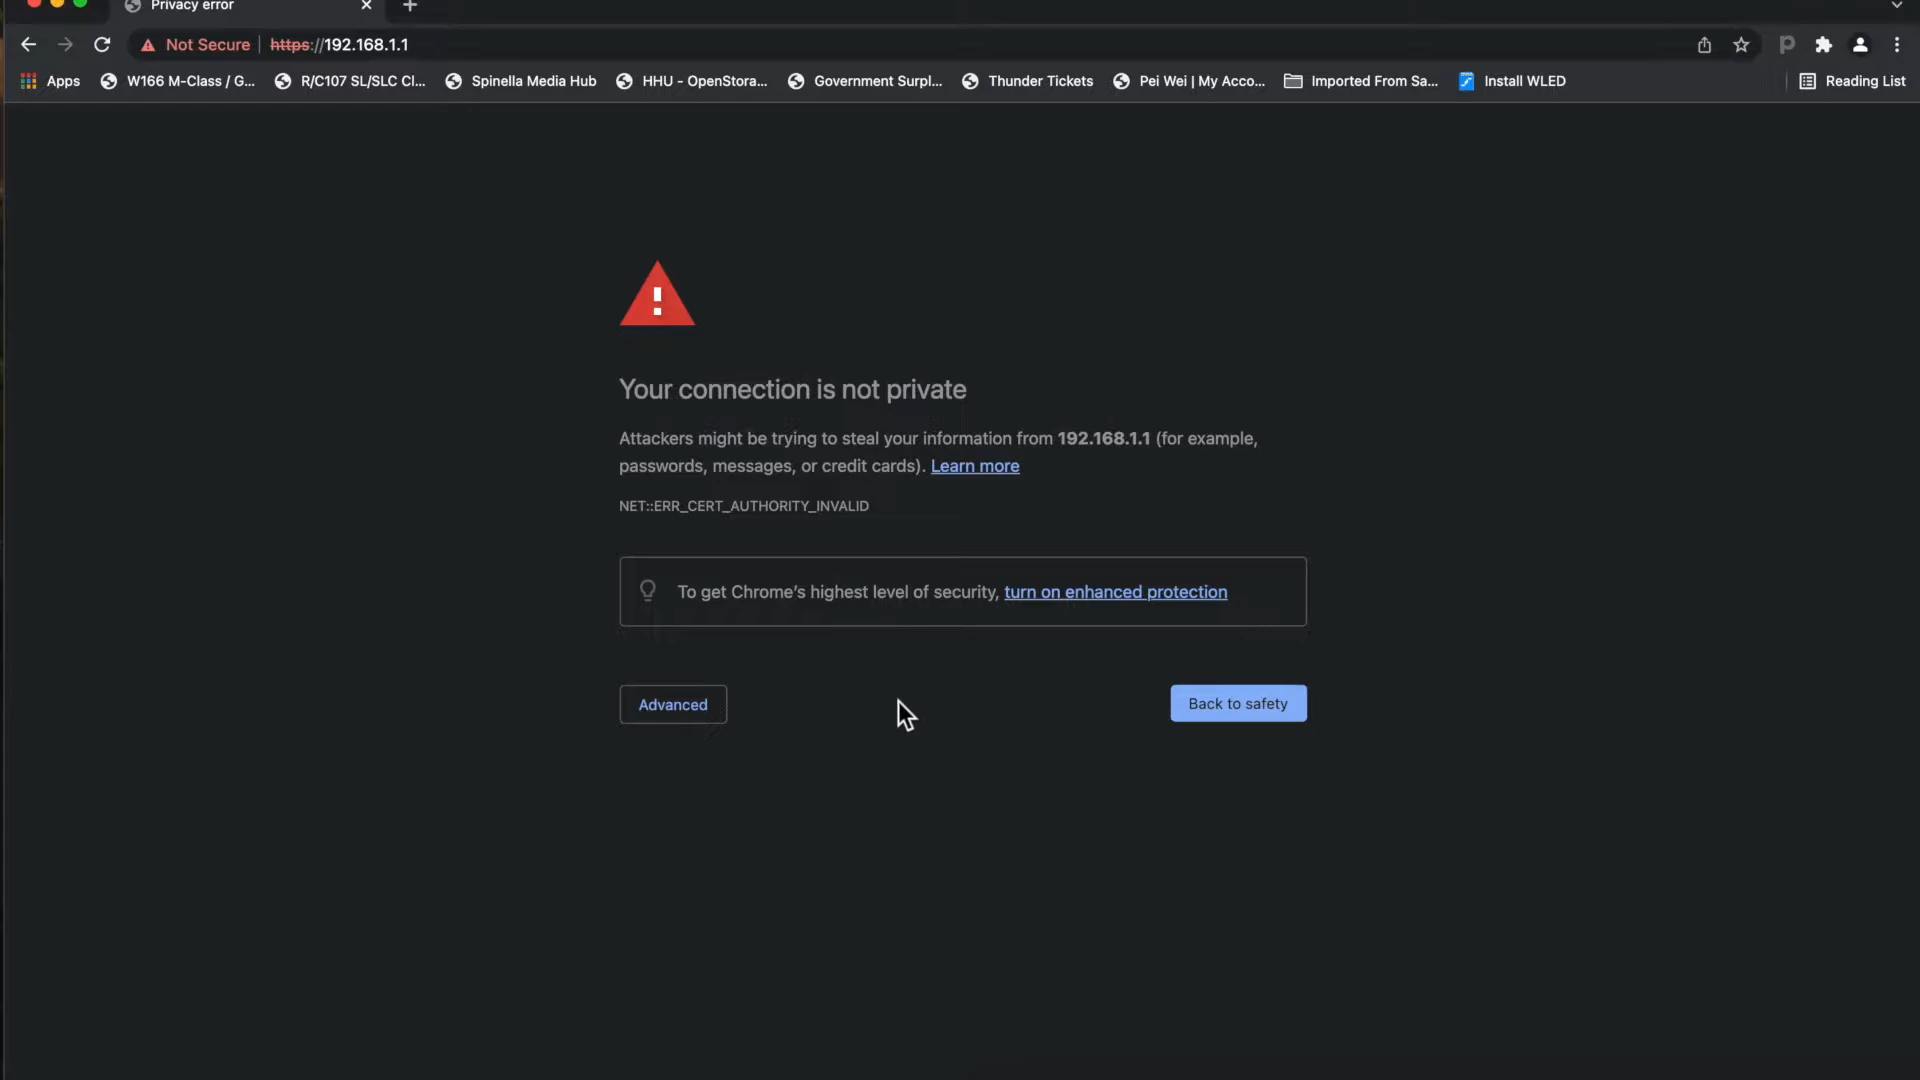 Privacy error
Not Secure https://192.168.1.1
Apps W166 M-Class / G... R/C107 SL/SLC Cl... Spinella Media Hub HHU - OpenStora... Government Surpl... Thunder Tickets Pei Wei | My Acco... Imported From Sa... Install WLED Reading List
Your connection is not private
Attackers might be trying to steal your information from 192.168.1.1 (for example,
passwords, messages, or credit cards). Learn more
NET::ERR_CERT_AUTHORITY_INVALID
To get Chrome's highest level of security, turn on enhanced protection
Advanced Back to safety